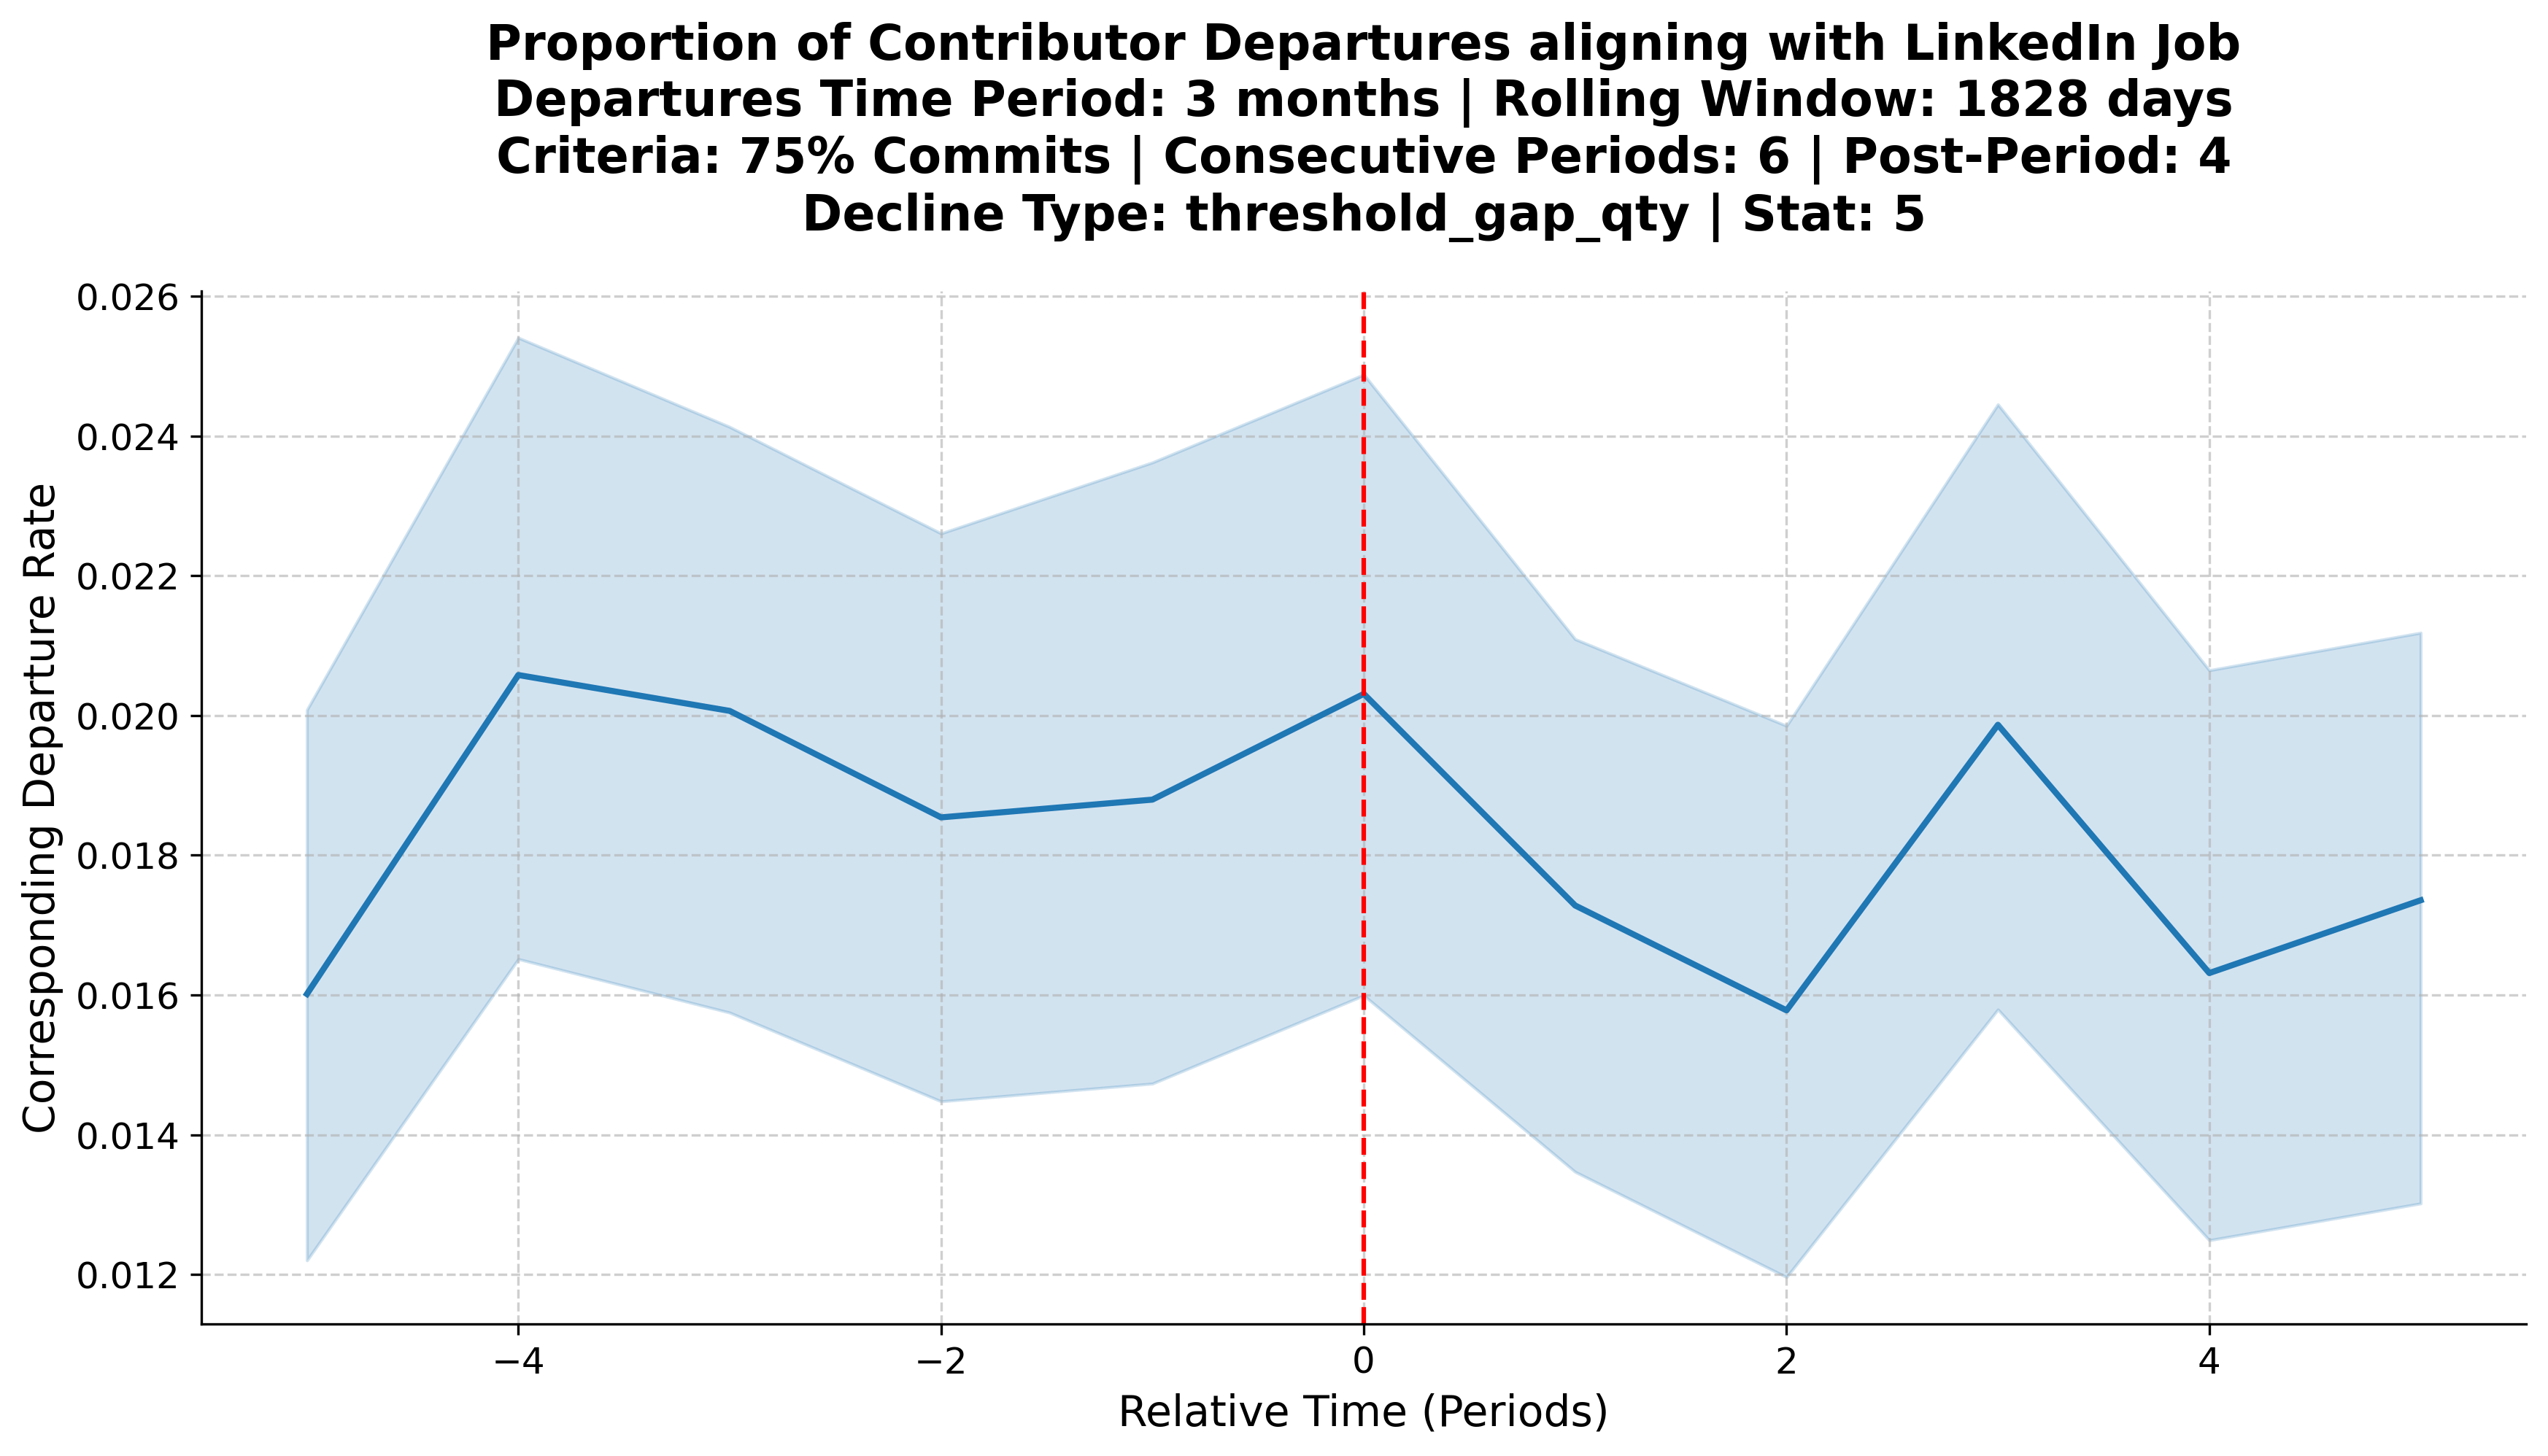 Proportion of Contributor Departures aligning with LinkedIn Job
Departures Time Period: 3 months | Rolling Window: 1828 days
Criteria: 75% Commits | Consecutive Periods: 6 | Post-Period: 4
Decline Type: threshold_gap_qty | Stat: 5
Corresponding Departure Rate
0.026
0.024
0.022
0.020
0.018
0.016
0.014
0.012
−4
−2
0
2
4
Relative Time (Periods)